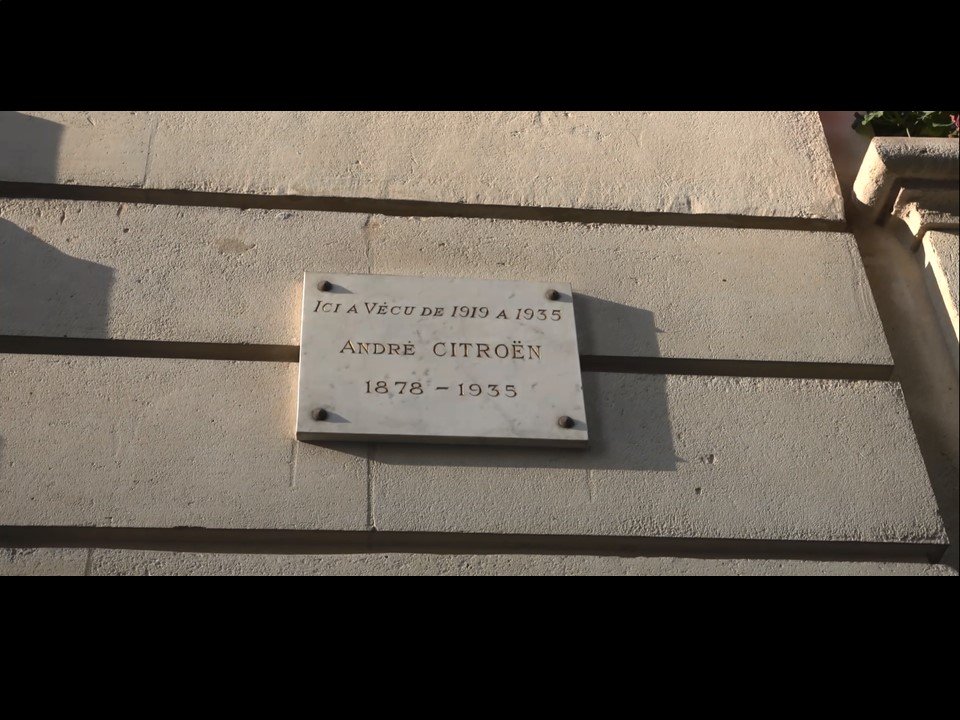 ICI A VÉCU DE 1919 A 1935
ANDRÉ CITROËN
1878 - 1935